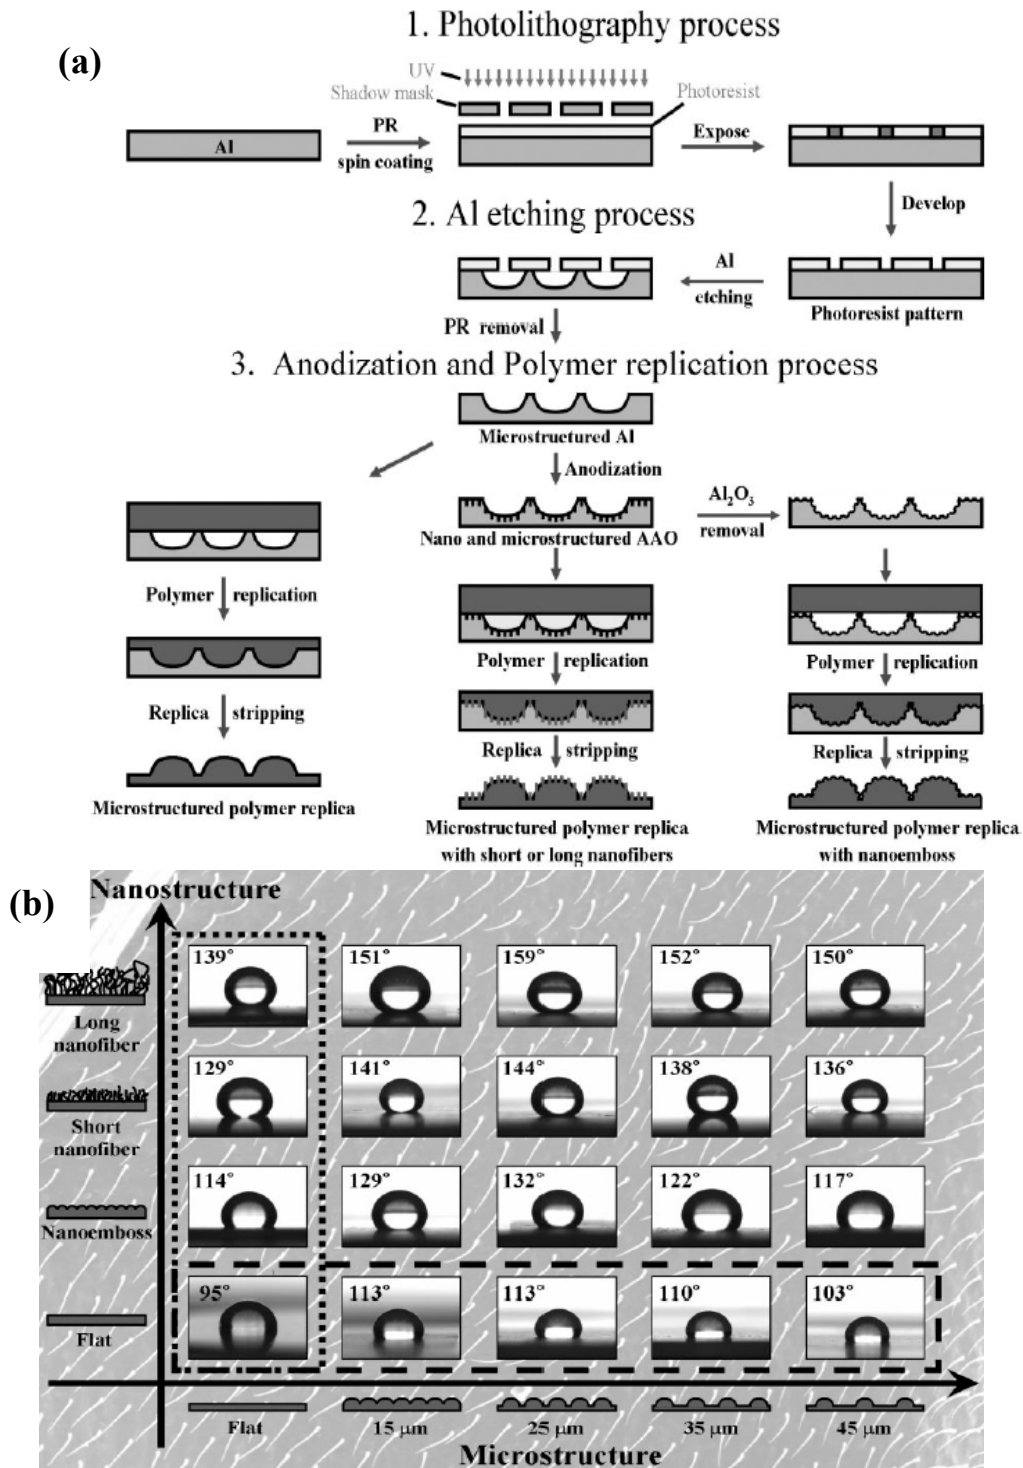 (a)
1. Photolithography process
UV
Shadow mask
Photoresist
Al
PR
spin coating
Expose
Develop
2. Al etching process
Al
etching
Photoresist pattern
PR removal
3. Anodization and Polymer replication process
Microstructured Al
Anodization
Nano and microstructured AAO
Al₂O₃
removal
Polymer replication
Polymer replication
Polymer replication
Replica stripping
Replica stripping
Replica stripping
Microstructured polymer replica
Microstructured polymer replica
with short or long nanofibers
Microstructured polymer replica
with nanoemboss
(b)
Nanostructure
139° 151° 159° 152° 150°
Long
nanofiber
129° 141° 144° 138° 136°
Short
nanofiber
114° 129° 132° 122° 117°
Nanoemboss
95° 113° 113° 110° 103°
Flat
Flat 15 μm 25 μm 35 μm 45 μm
Microstructure